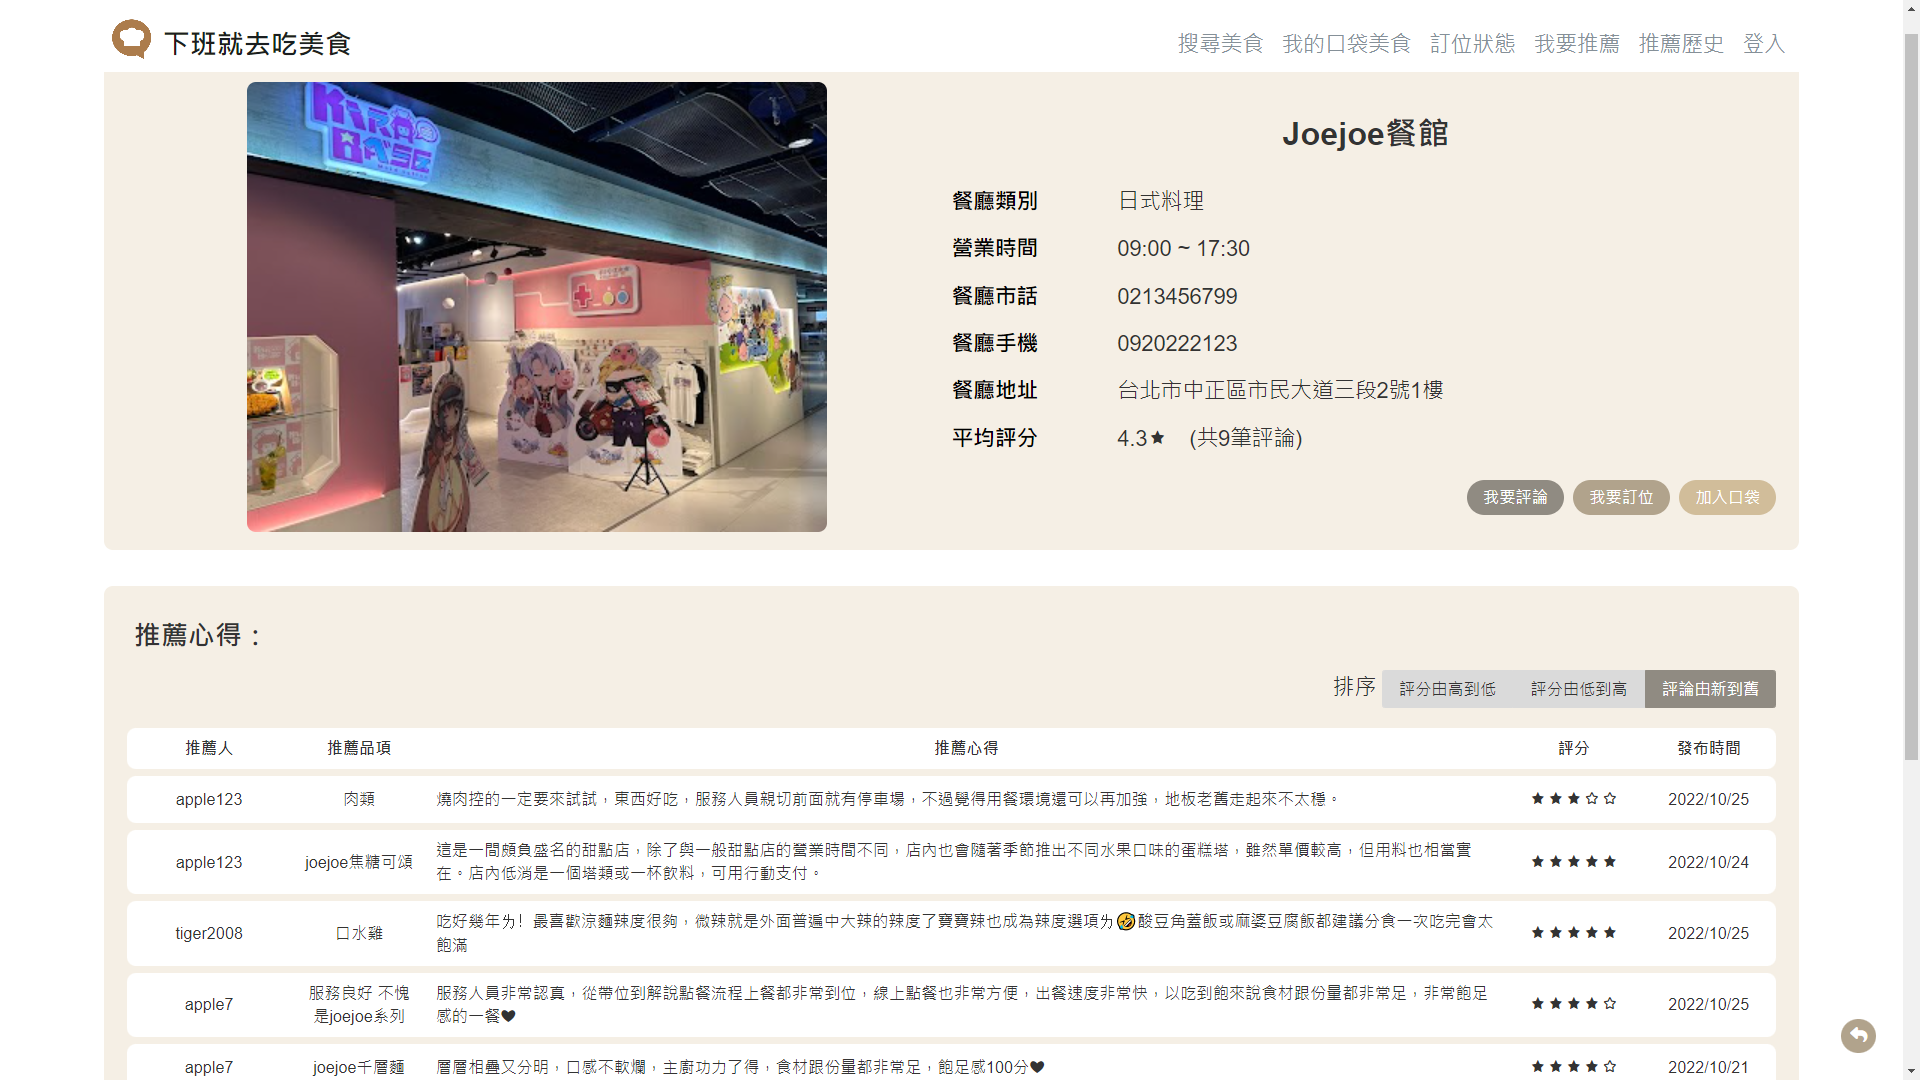 下班就去吃美食
搜尋美食 我的口袋美食 訂位狀態 我要推薦 推薦歷史 登入
KIRA BASE
Joejoe餐館
餐廳類別 日式料理
營業時間 09:00 ~ 17:30
餐廳市話 0213456799
餐廳手機 0920222123
餐廳地址 台北市中正區市民大道三段2號1樓
平均評分 4.3★ (共9筆評論)
我要評論 我要訂位 加入口袋
推薦心得：
排序 評分由高到低 評分由低到高 評論由新到舊
推薦人 推薦品項 推薦心得 評分 發布時間
apple123 肉類 燒肉控的一定要來試試，東西好吃，服務人員親切前面就有停車場，不過覺得用餐環境還可以再加強，地板老舊走起來不太穩。 ★★★☆☆ 2022/10/25
apple123 joejoe焦糖可頌 這是一間頗負盛名的甜點店，除了與一般甜點店的營業時間不同，店內也會隨著季節推出不同水果口味的蛋糕塔，雖然單價較高，但用料也相當實
在。店內低消是一個塔類或一杯飲料，可用行動支付。 ★★★★★ 2022/10/24
tiger2008 口水雞 吃好幾年ㄌ！最喜歡涼麵辣度很夠，微辣就是外面普遍中大辣的辣度了寶寶辣也成為辣度選項ㄌ🤣酸豆角蓋飯或麻婆豆腐飯都建議分食一次吃完會太
飽滿 ★★★★★ 2022/10/25
apple7 服務良好 不愧
是joejoe系列 服務人員非常認真，從帶位到解說點餐流程上餐都非常到位，線上點餐也非常方便，出餐速度非常快，以吃到飽來說食材跟份量都非常足，非常飽足
感的一餐♥ ★★★★☆ 2022/10/25
apple7 joejoe千層麵 層層相疊又分明，口感不軟爛，主廚功力了得，食材跟份量都非常足，飽足感100分♥ ★★★★☆ 2022/10/21